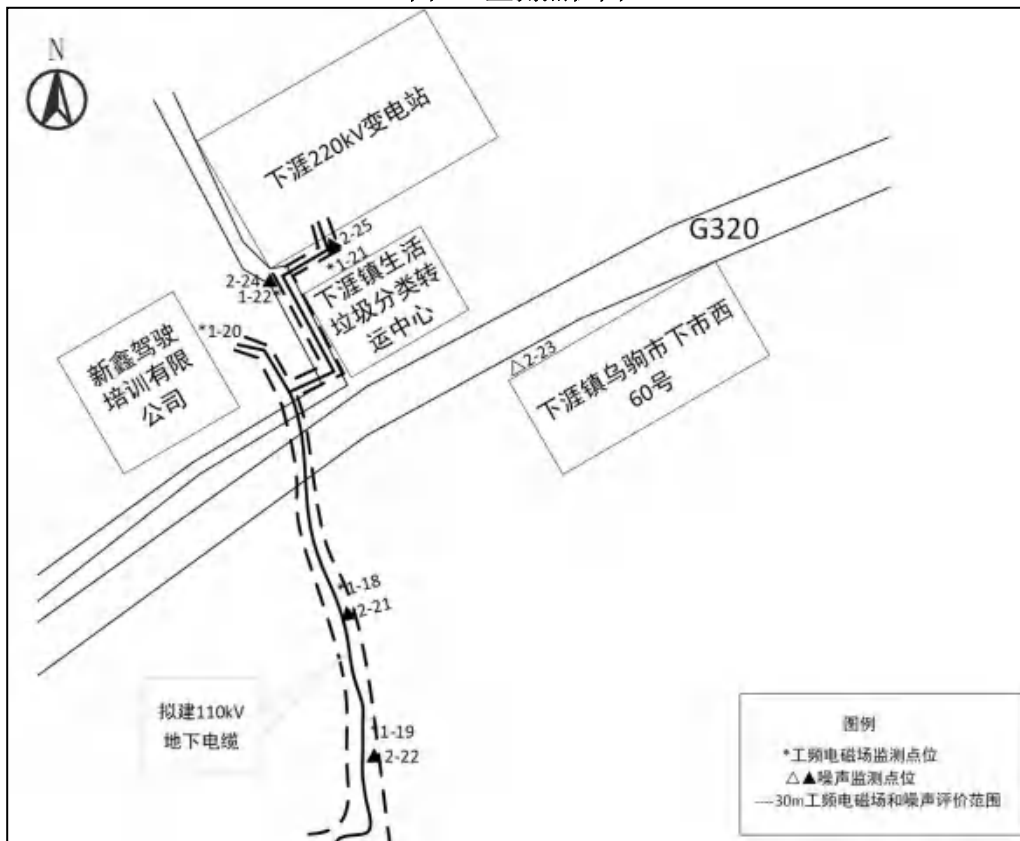 N
下涯220kV变电站
G320
2-25
*1-21
2-24
1-22*
下涯镇生活
垃圾分类转
运中心
*1-20
新鑫驾驶
培训有限
公司
△2-23
下涯镇乌驹市下市西
60号
*1-18
▲2-21
拟建110kV
地下电缆
*1-19
▲2-22
图例
*工频电磁场监测点位
△▲噪声监测点位
----30m工频电磁场和噪声评价范围